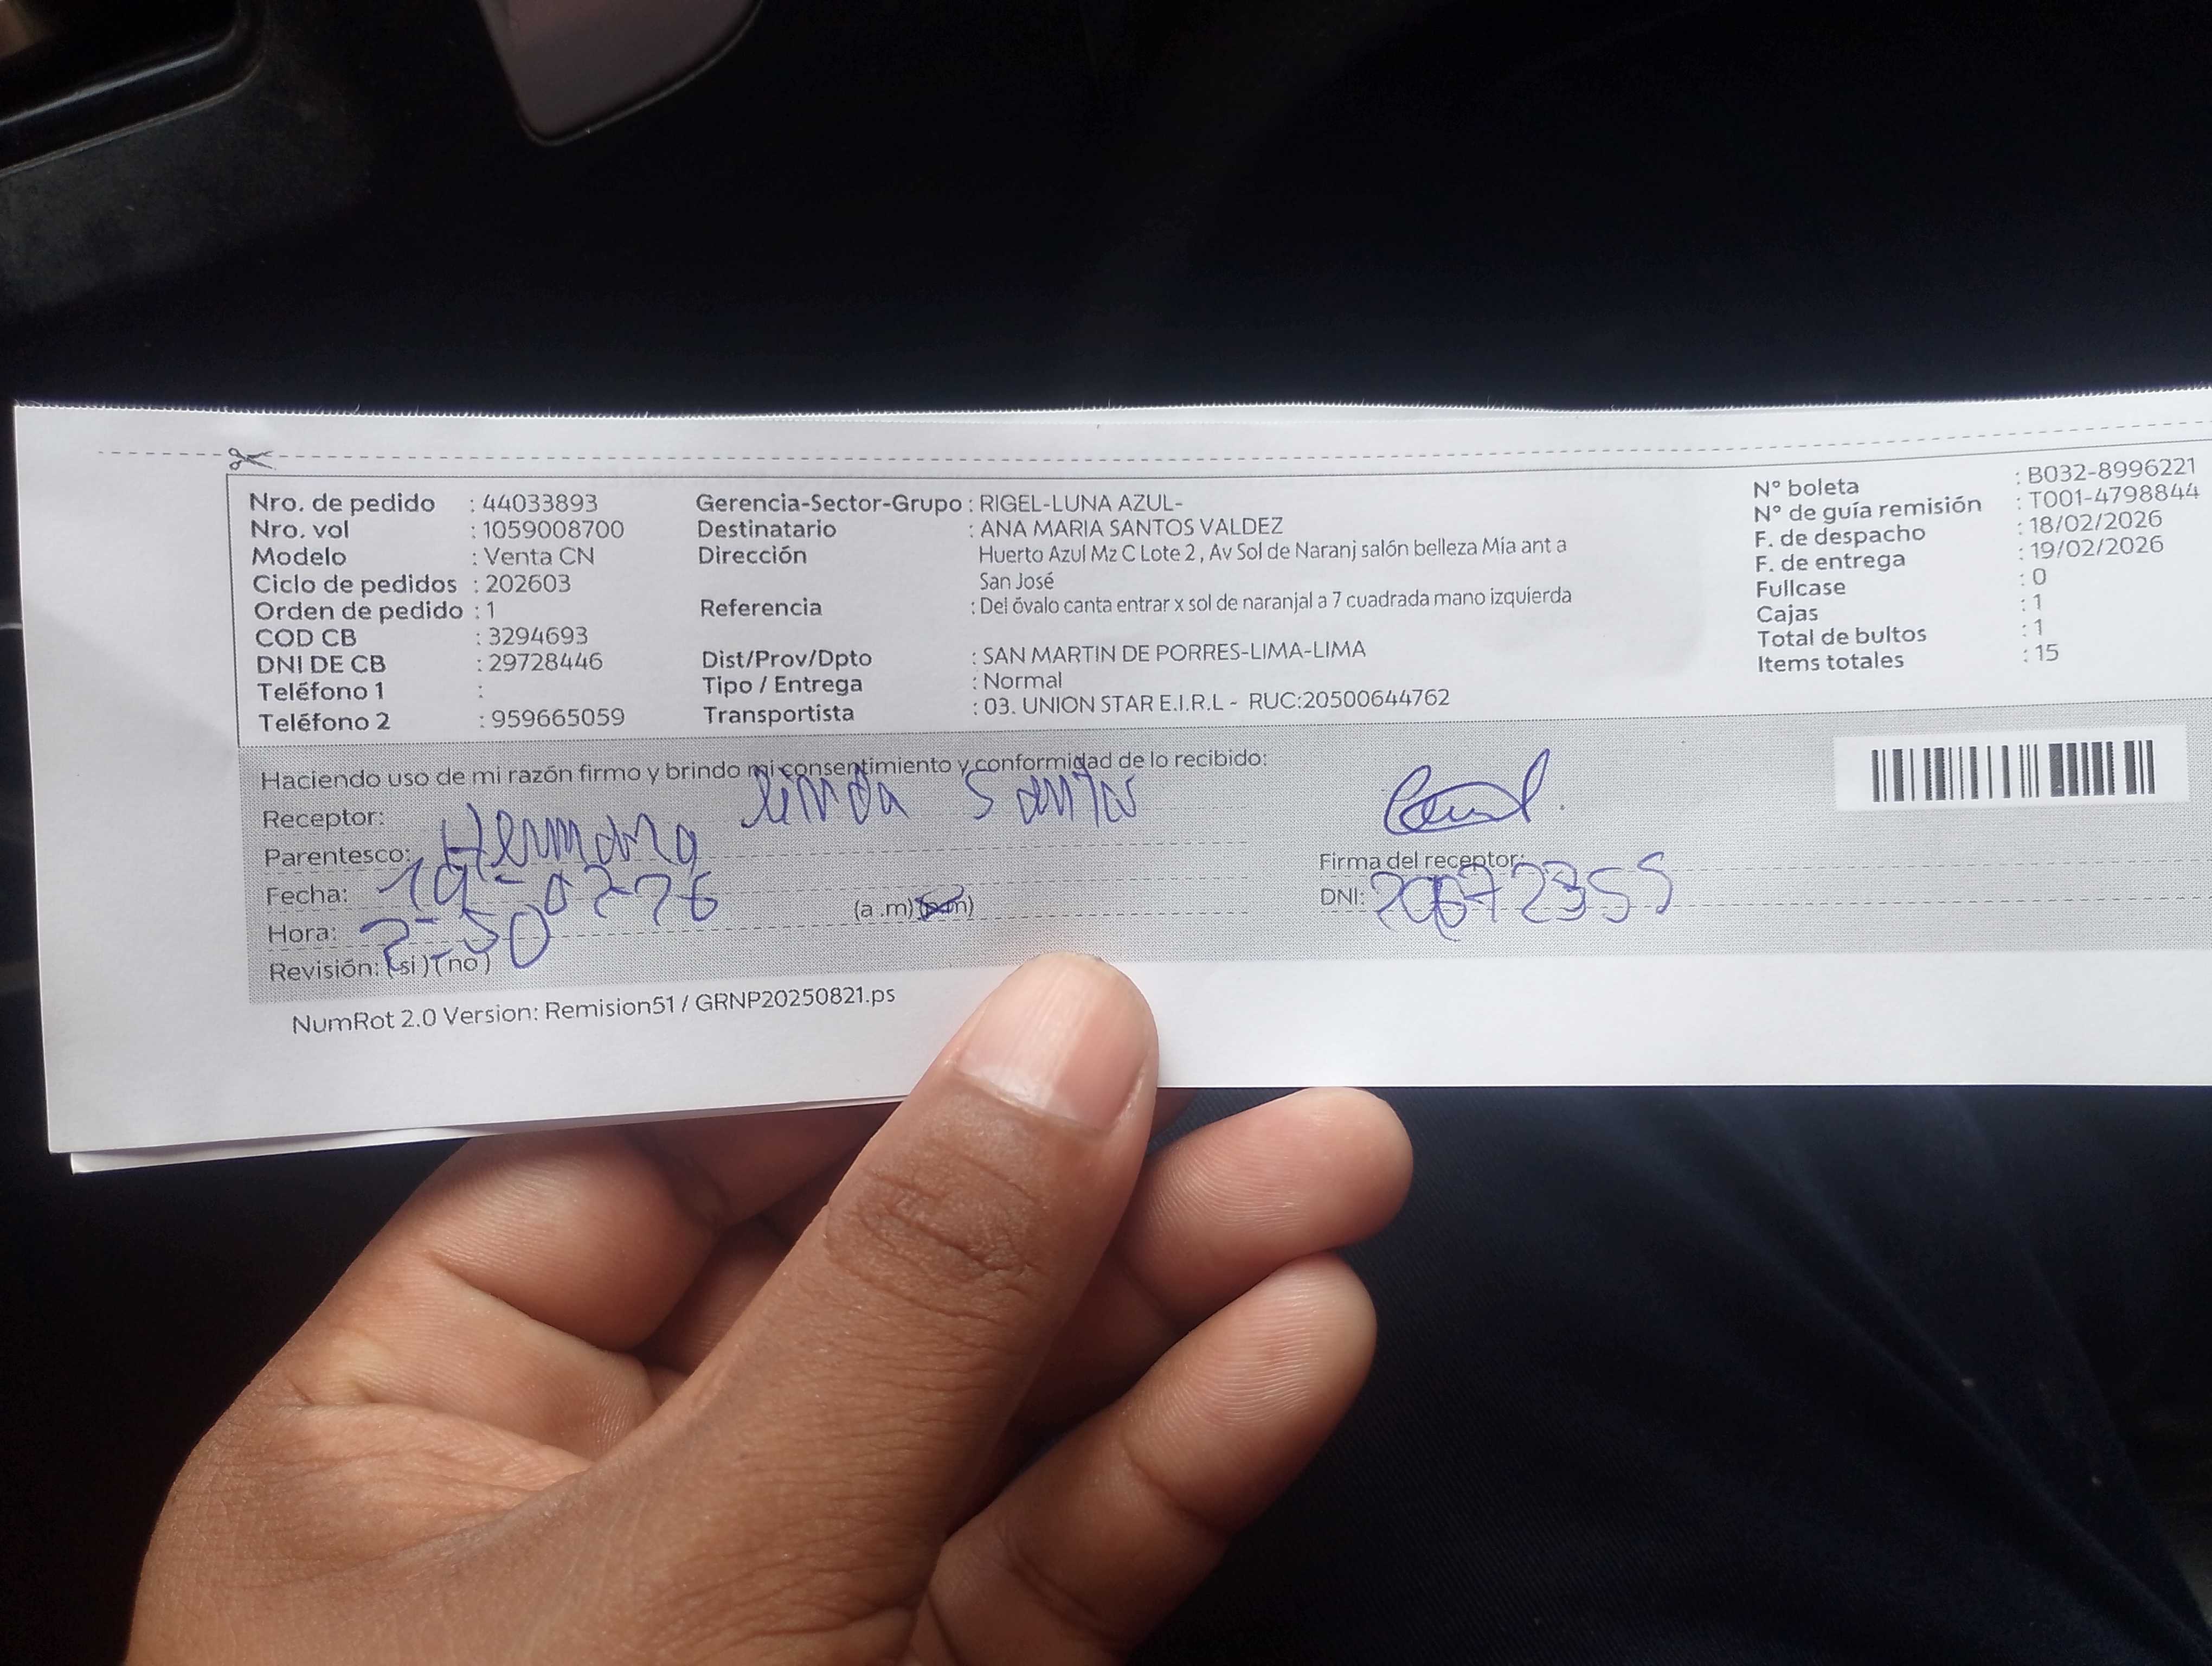 Nro. de pedido : 44033893
Nro. vol : 1059008700
Modelo : Venta CN
Ciclo de pedidos : 202603
Orden de pedido : 1
COD CB : 3294693
DNI DE CB : 29728446
Teléfono 1 :
Teléfono 2 : 959665059
Gerencia-Sector-Grupo : RIGEL-LUNA AZUL-
Destinatario : ANA MARIA SANTOS VALDEZ
Dirección Huerto Azul Mz C Lote 2 , Av Sol de Naranj salón belleza Mía ant a
San José
Referencia : Del óvalo canta entrar x sol de naranjal a 7 cuadrada mano izquierda
Dist/Prov/Dpto : SAN MARTIN DE PORRES-LIMA-LIMA
Tipo / Entrega : Normal
Transportista : 03. UNION STAR E.I.R.L - RUC:20500644762
N° boleta : B032-8996221
N° de guía remisión : T001-4798844
F. de despacho : 18/02/2026
F. de entrega : 19/02/2026
Fullcase : 0
Cajas : 1
Total de bultos : 1
Items totales : 15
Haciendo uso de mi razón firmo y brindo mi consentimiento y conformidad de lo recibido:
Receptor: linda Santos
Parentesco: Hermana
Fecha: 19-02-26
Hora: 2-50 (a .m)
Revisión: (si) (no)
Firma del receptor:
DNI:
NumRot 2.0 Version: Remision51 / GRNP20250821.ps